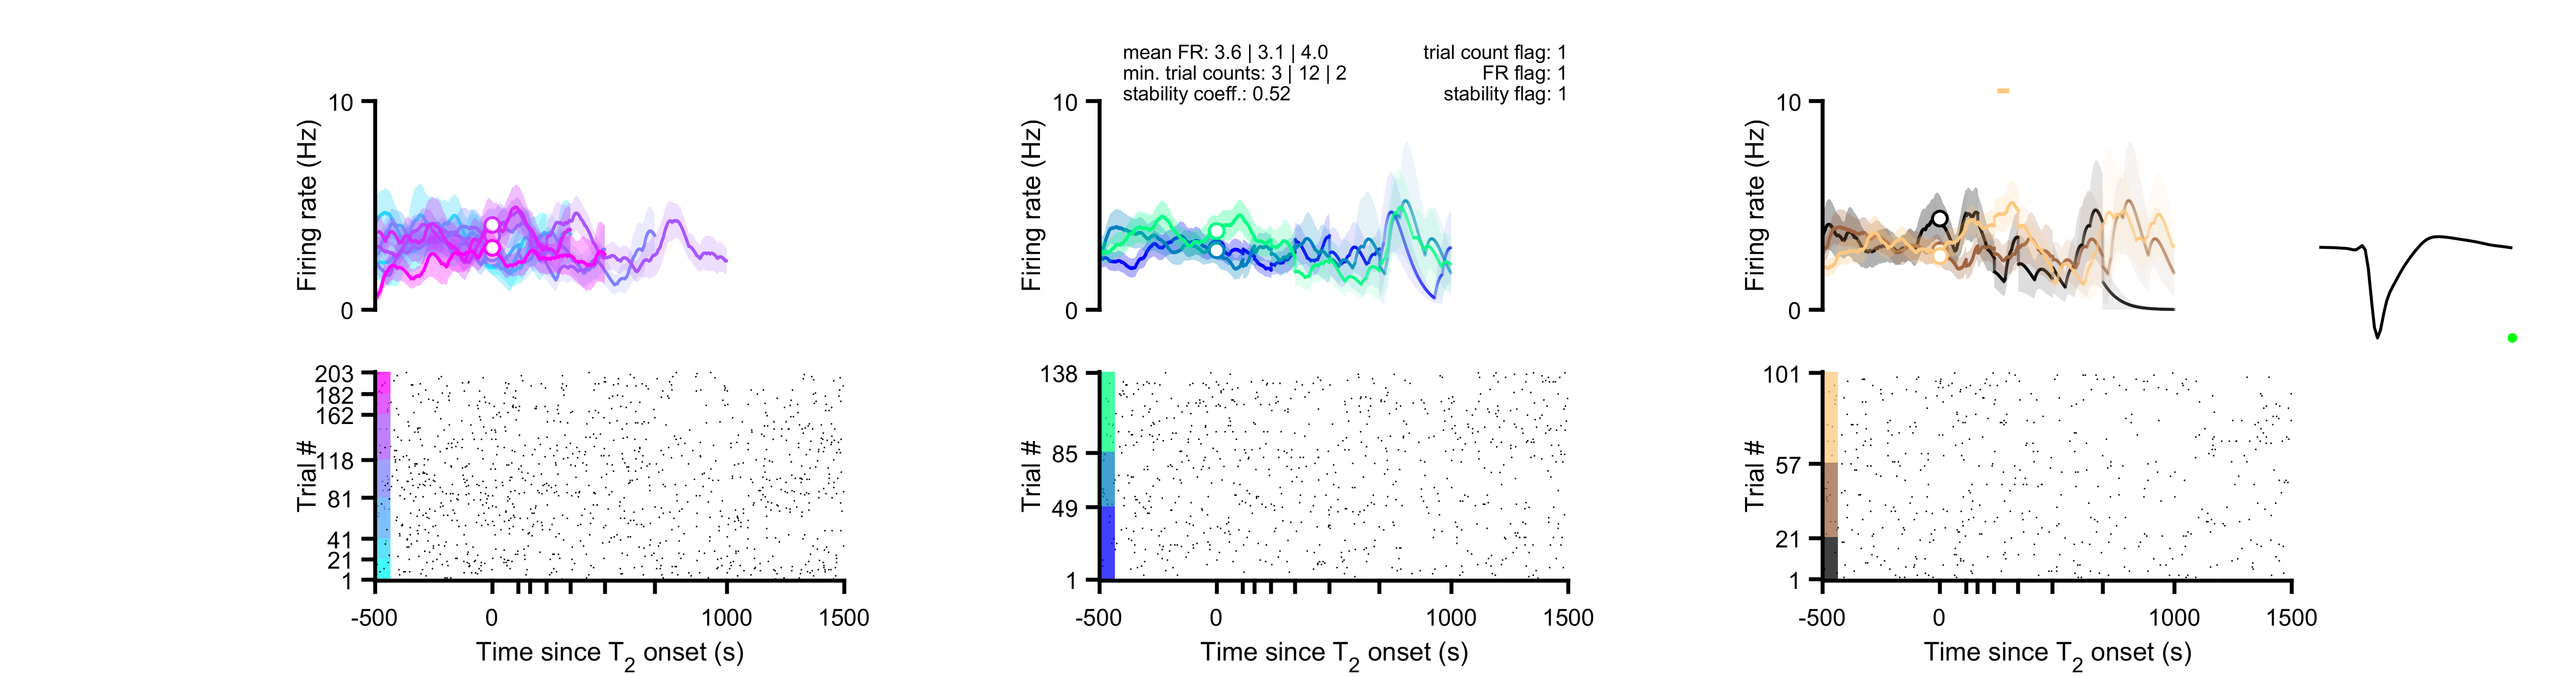 mean FR: 3.6 | 3.1 | 4.0
min. trial counts: 3 | 12 | 2
stability coeff.: 0.52
trial count flag: 1
FR flag: 1
stability flag: 1
10
Firing rate (Hz)
0
10
Firing rate (Hz)
0
10
Firing rate (Hz)
0
203
182
162
118
81
41
21
1
Trial #
-500 0 1000 1500
Time since T2 onset (s)
138
85
49
1
Trial #
-500 0 1000 1500
Time since T2 onset (s)
101
57
21
1
Trial #
-500 0 1000 1500
Time since T2 onset (s)